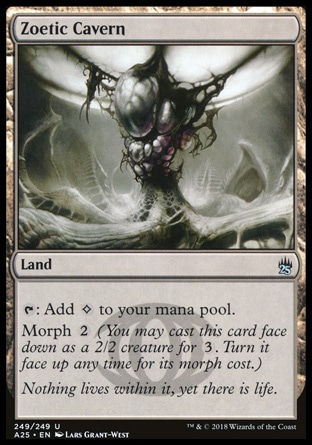 Zoetic Cavern
Land
25
: Add to your mana pool.
Morph 2 (You may cast this card face
down as a 2/2 creature for 3. Turn it
face up any time for its morph cost.)
Nothing lives within it, yet there is life.
249/249 U
A25 • EN Lars Grant-West
™ & © 2018 Wizards of the Coast